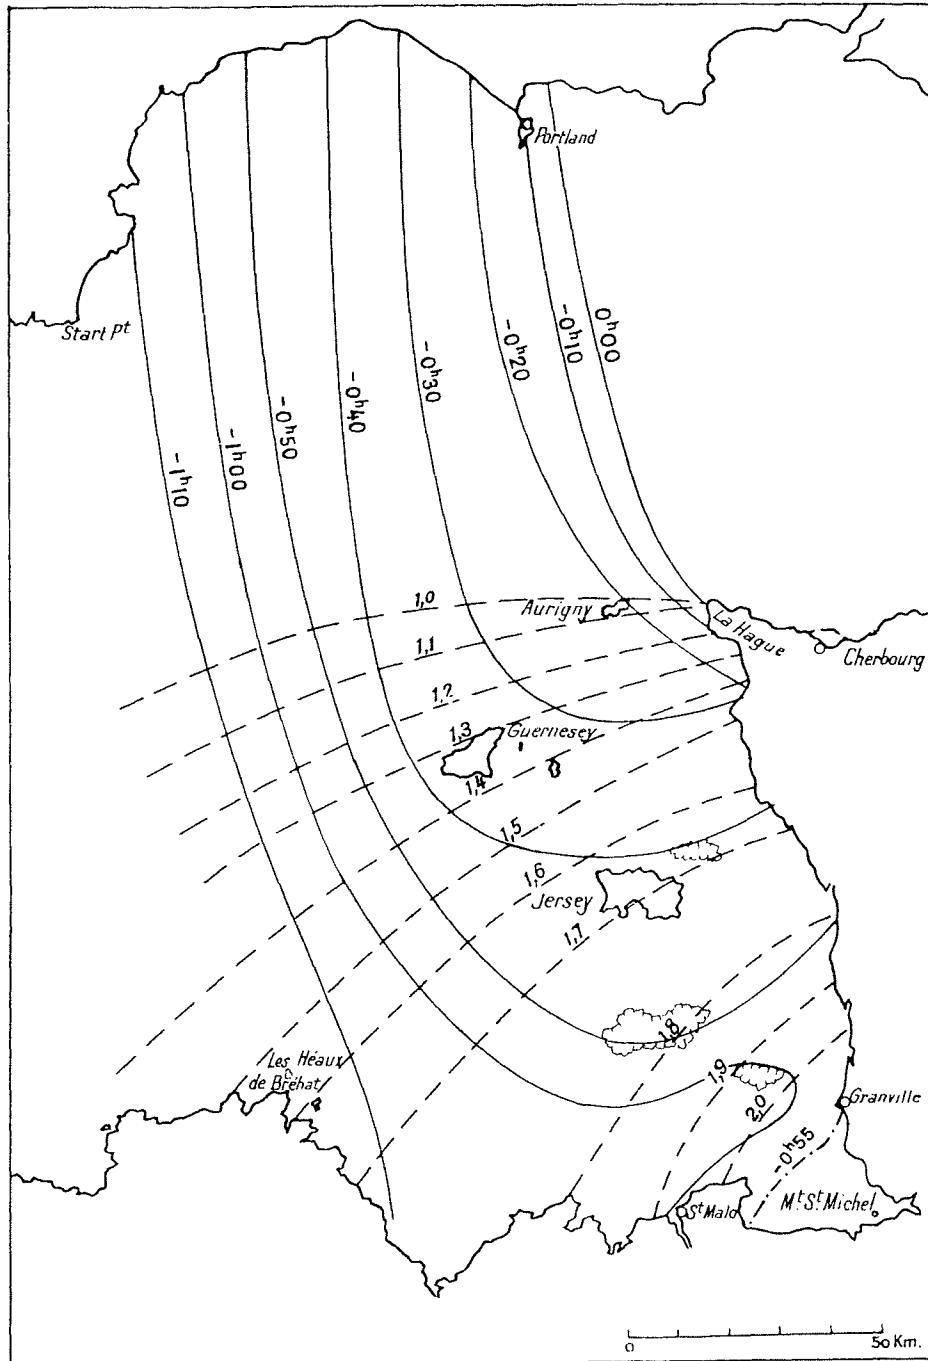 Portland
Start Pt
0h00
-0h10
-0h20
-0h30
-0h40
-0h50
-1h00
-1h10
1,0
Aurigny
La Hague
Cherbourg
1,1
1,2
1,3
Guernesey
1,4
1,5
1,6
Jersey
1,7
1,8
Les Héaux
de Bréhat
1,9
2,0
Granville
-0h55
St Malo
Mt. St. Michel
0
50 Km.